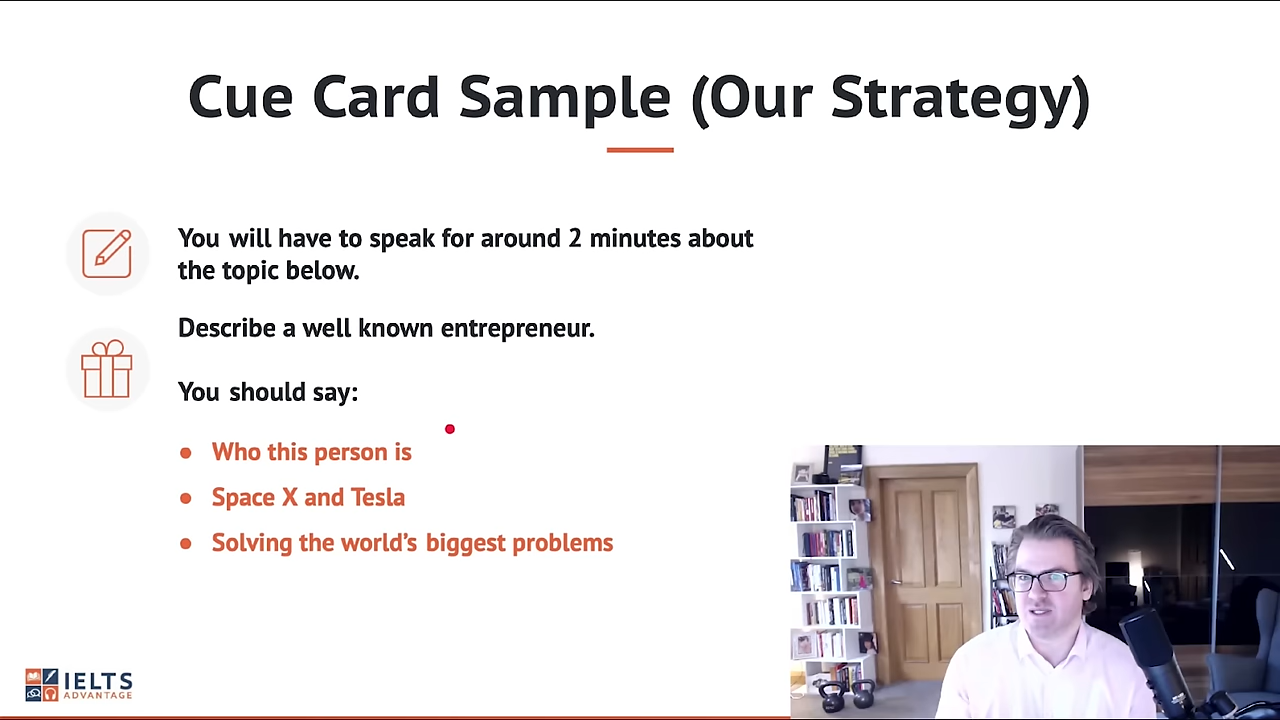 Cue Card Sample (Our Strategy)
You will have to speak for around 2 minutes about
the topic below.
Describe a well known entrepreneur.
You should say:
● Who this person is
● Space X and Tesla
● Solving the world's biggest problems
IELTS
ADVANTAGE